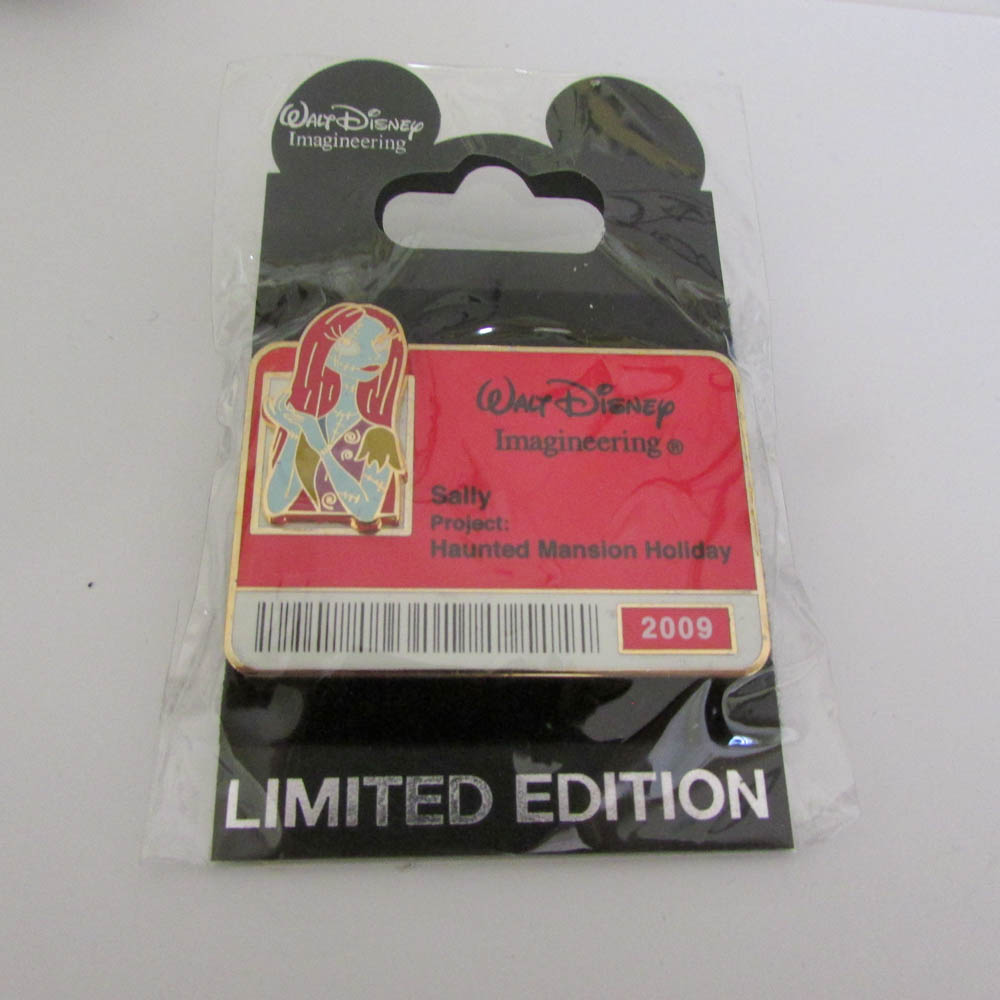 WALT DISNEY
Imagineering
WALT DISNEY
Imagineering ®
Sally
Project:
Haunted Mansion Holiday
2009
LIMITED EDITION